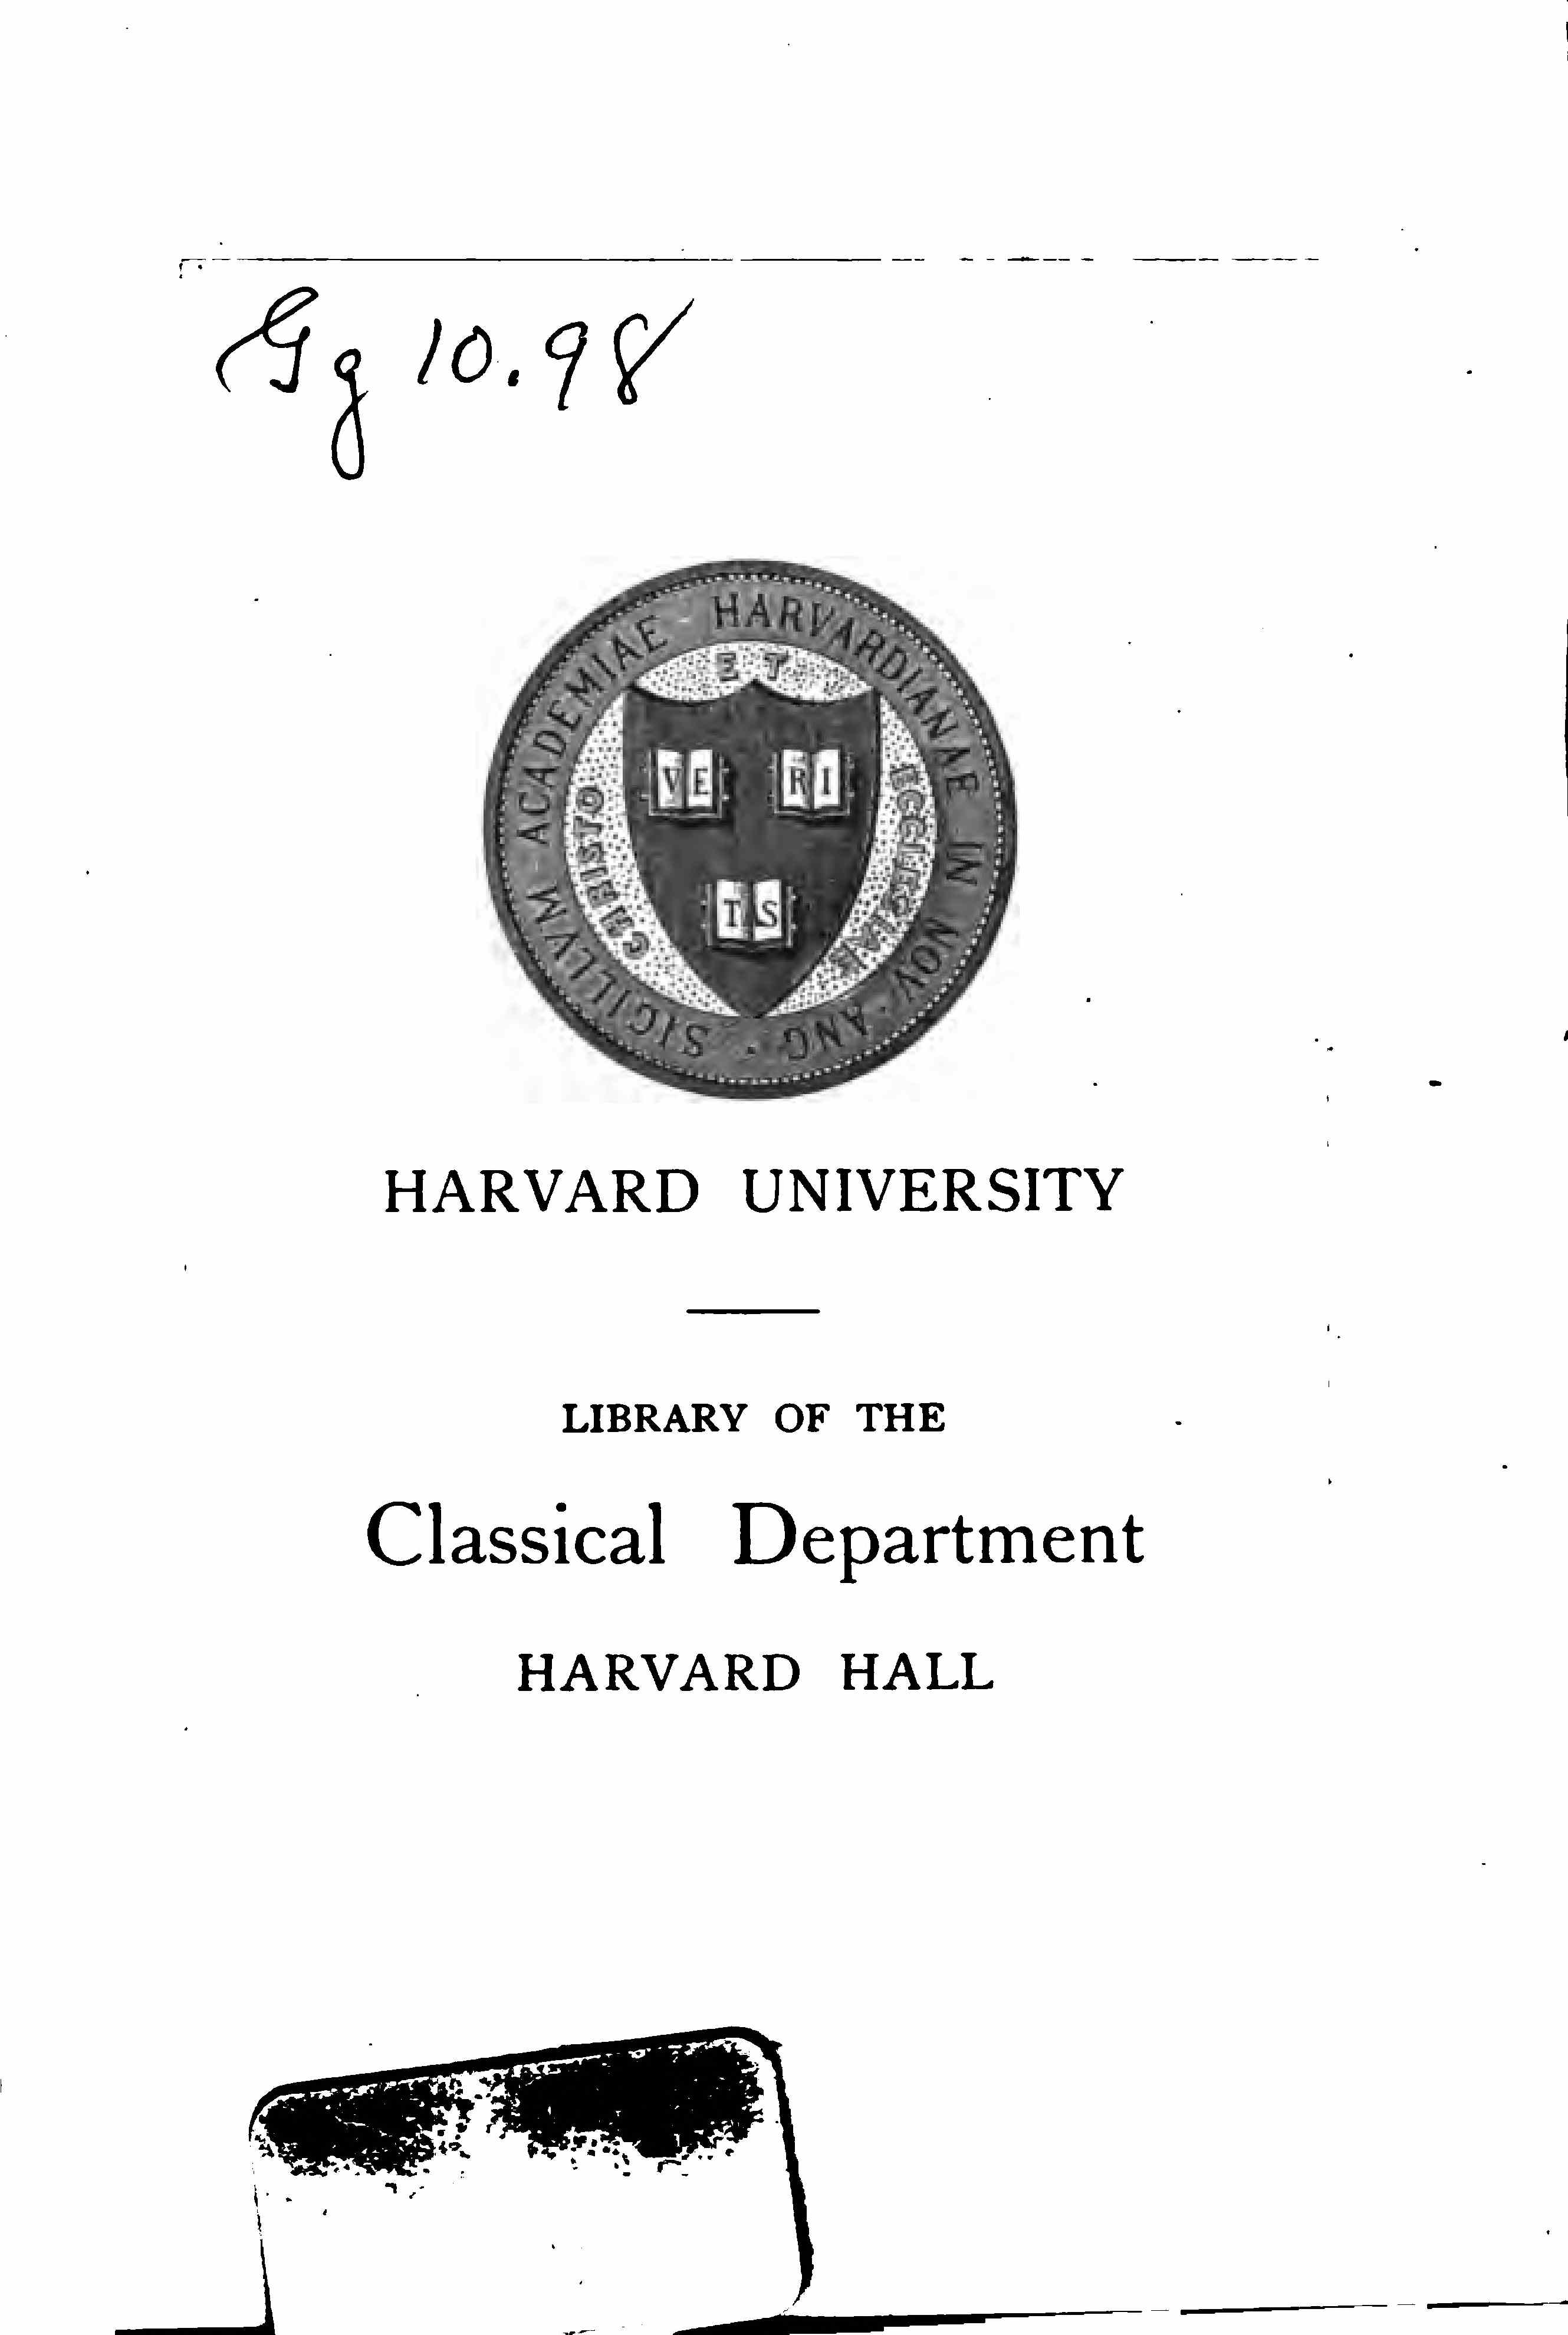 Gg 10.98
SIGILLVM ACADEMIAE HARVARDIANAE IN NOV. ANG.
CHRISTO ET ECCLESIAE
VE RI
TS
HARVARD UNIVERSITY
LIBRARY OF THE
Classical Department
HARVARD HALL